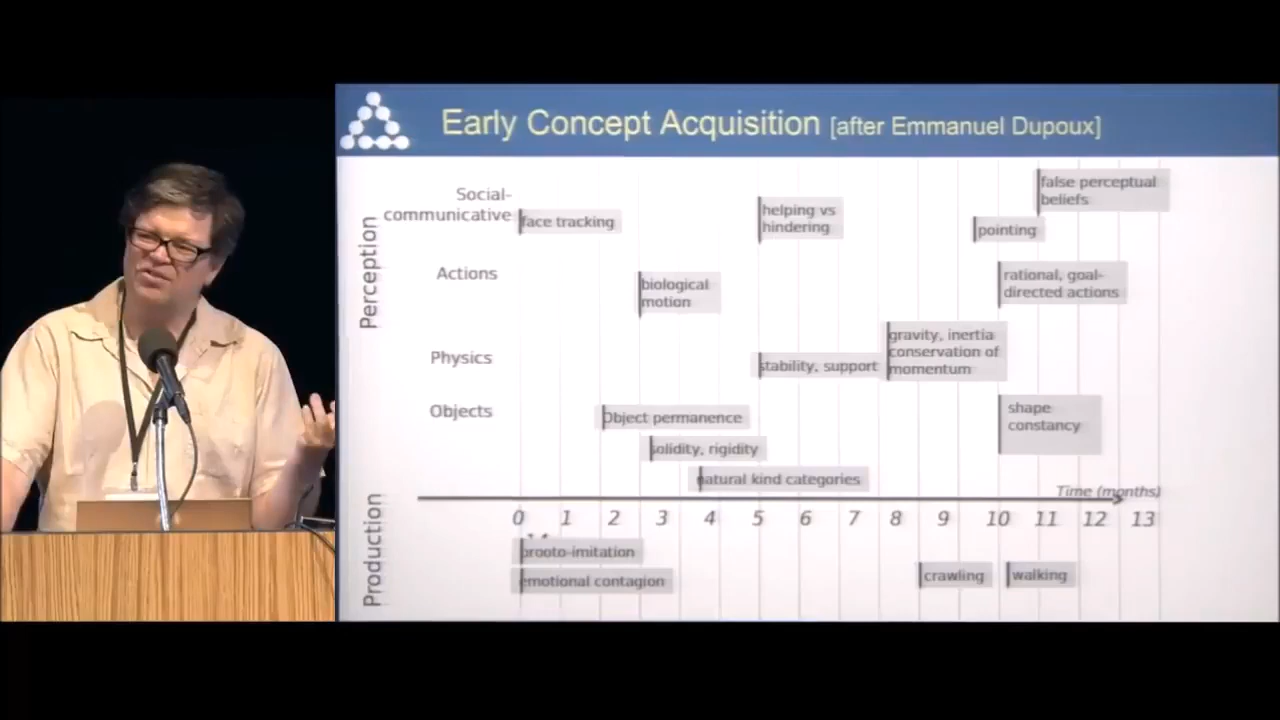 Early Concept Acquisition [after Emmanuel Dupoux]
Perception
Social-
communicative
face tracking
helping vs
hindering
false perceptual
beliefs
pointing
Actions
biological
motion
rational, goal-
directed actions
Physics
stability, support
gravity, inertia
conservation of
momentum
Objects
Object permanence
solidity, rigidity
natural kind categories
shape
constancy
Time (months)
0 1 2 3 4 5 6 7 8 9 10 11 12 13
Production
prooto-imitation
emotional contagion
crawling
walking